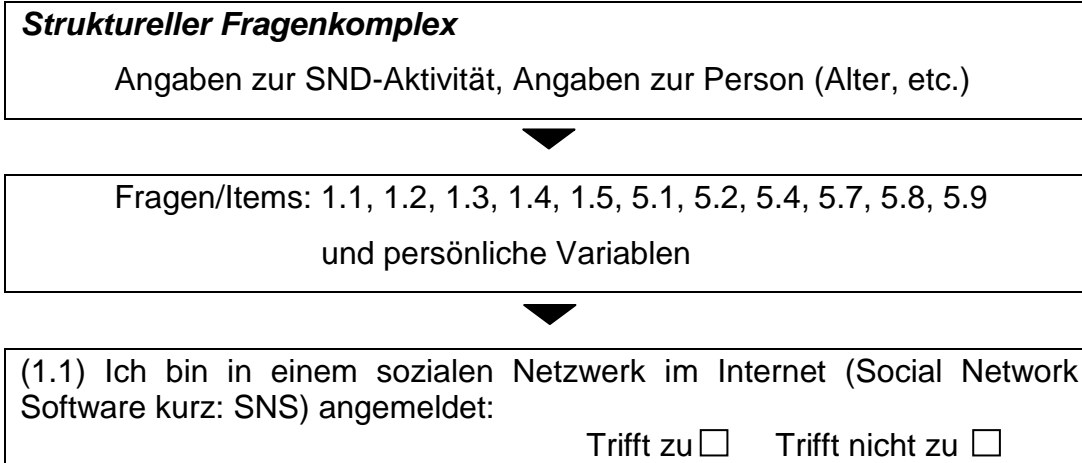 Struktureller Fragenkomplex
Angaben zur SND-Aktivität, Angaben zur Person (Alter, etc.)
Fragen/Items: 1.1, 1.2, 1.3, 1.4, 1.5, 5.1, 5.2, 5.4, 5.7, 5.8, 5.9
und persönliche Variablen
(1.1) Ich bin in einem sozialen Netzwerk im Internet (Social Network
Software kurz: SNS) angemeldet:
Trifft zu ☐ Trifft nicht zu ☐